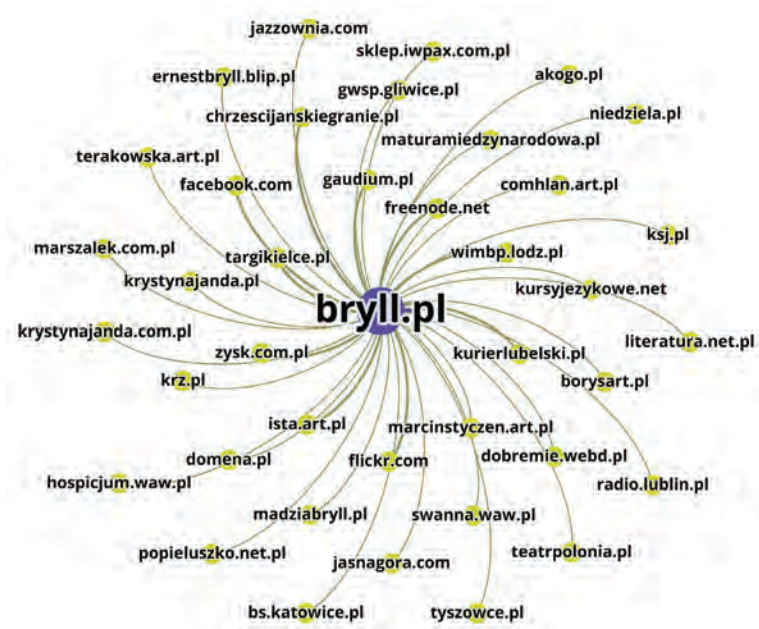 jazzownia.com
sklep.iwpax.com.pl
ernestbryll.blip.pl
akogo.pl
gwsp.gliwice.pl
chrzescijanskiegranie.pl
niedziela.pl
maturamiedzynarodowa.pl
terakowska.art.pl
facebook.com
gaudium.pl
comhlan.art.pl
freenode.net
ksj.pl
marszalek.com.pl
targikielce.pl
wimbp.lodz.pl
krystynajanda.pl
kursyjezykowe.net
bryll.pl
krystynajanda.com.pl
literatura.net.pl
zysk.com.pl
kurierlubelski.pl
krz.pl
borysart.pl
ista.art.pl
marcinstyczen.art.pl
domena.pl
flickr.com
dobremie.webd.pl
hospicjum.waw.pl
radio.lublin.pl
madziabryll.pl
swanna.waw.pl
popieluszko.net.pl
teatrpolonia.pl
jasnagora.com
bs.katowice.pl
tyszowce.pl